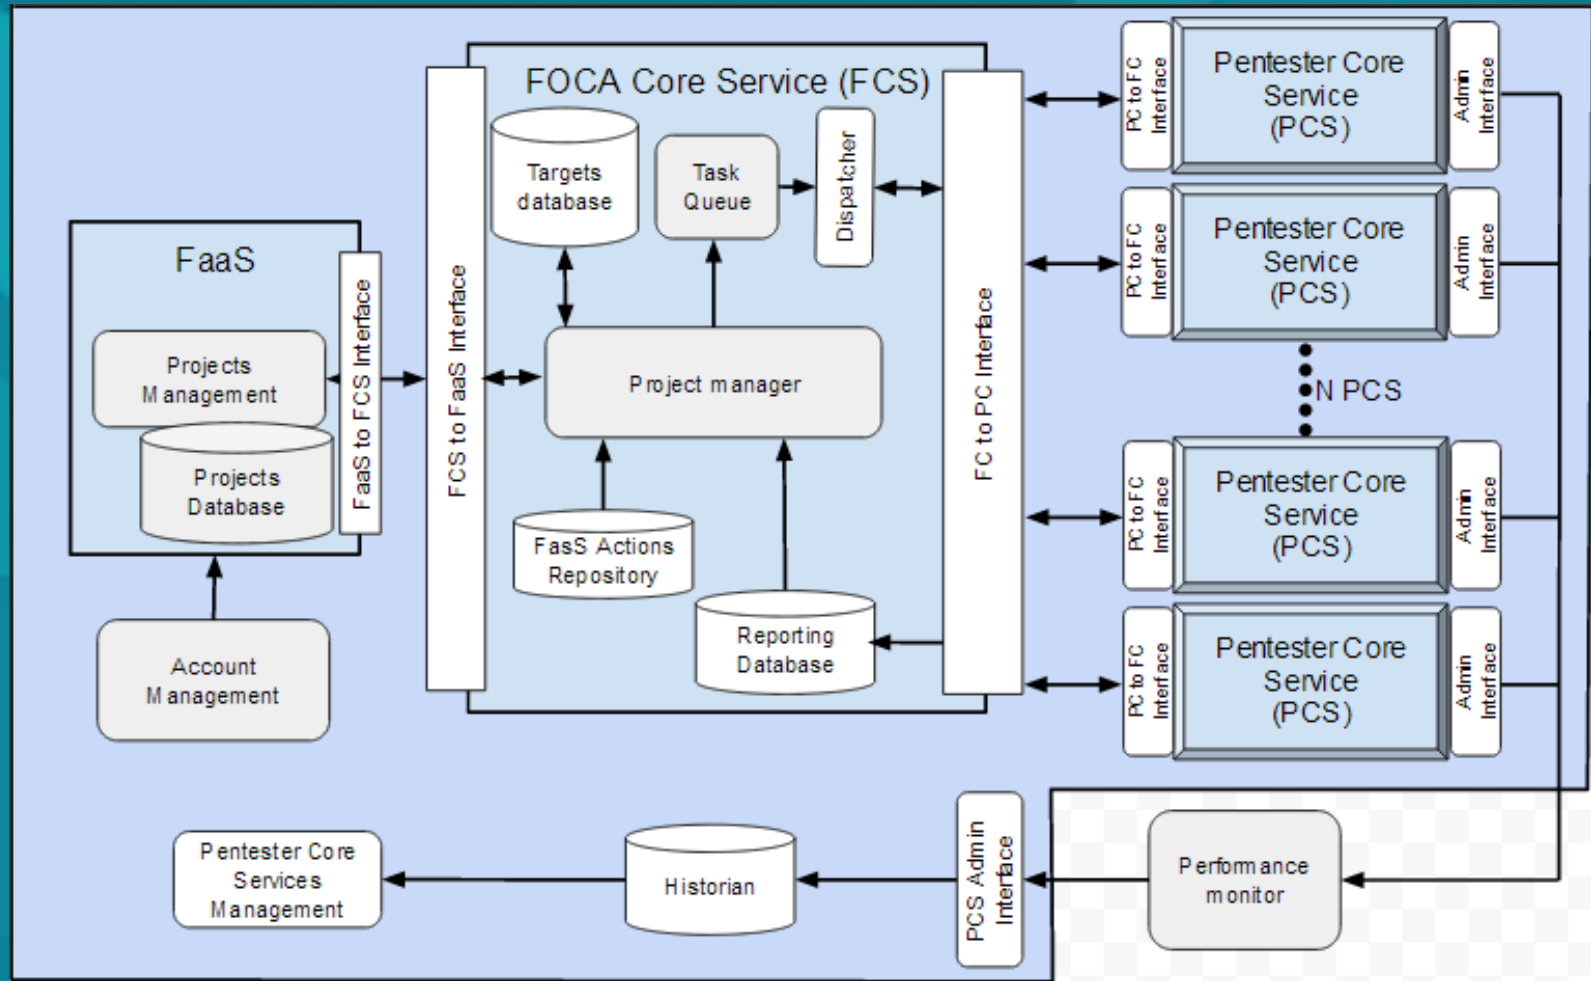 FOCA Core Service (FCS)
Targets
database
Task
Queue
Dispatcher
FaaS
Projects
Management
Projects
Database
FaaS to FCS Interface
FCS to FaaS Interface
Project manager
FasS Actions
Repository
Reporting
Database
FC to PC Interface
Account
Management
PC to FC
Interface
Pentester Core
Service
(PCS)
Admin
Interface
PC to FC
Interface
Pentester Core
Service
(PCS)
Admin
Interface
N PCS
PC to FC
Interface
Pentester Core
Service
(PCS)
Admin
Interface
PC to FC
Interface
Pentester Core
Service
(PCS)
Admin
Interface
Pentester Core
Services
Management
Historian
PCS Admin
Interface
Performance
monitor